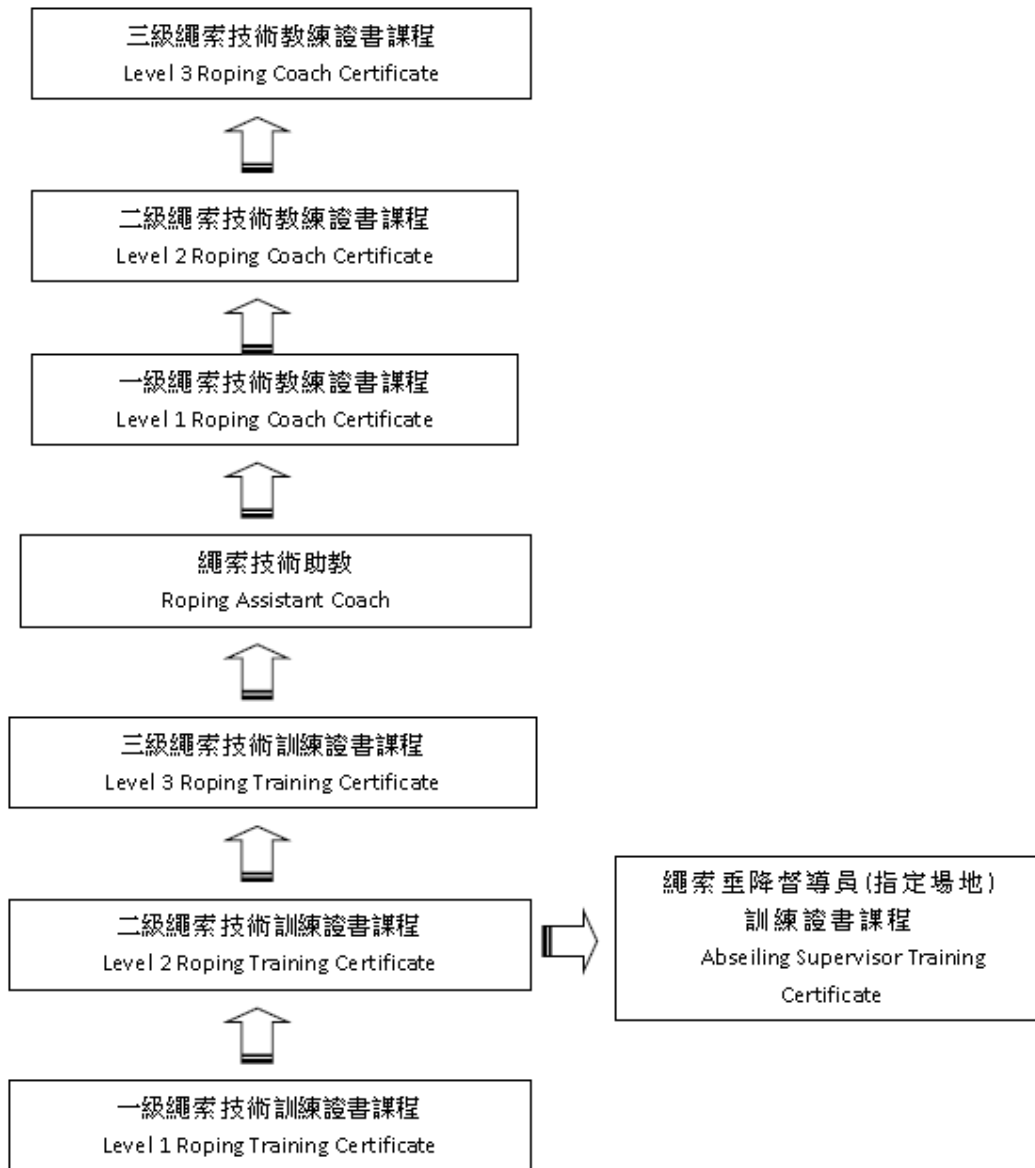 三級繩索技術教練證書課程
Level 3 Roping Coach Certificate
二級繩索技術教練證書課程
Level 2 Roping Coach Certificate
一級繩索技術教練證書課程
Level 1 Roping Coach Certificate
繩索技術助教
Roping Assistant Coach
三級繩索技術訓練證書課程
Level 3 Roping Training Certificate
二級繩索技術訓練證書課程
Level 2 Roping Training Certificate
繩索垂降督導員(指定場地)
訓練證書課程
Abseiling Supervisor Training
Certificate
一級繩索技術訓練證書課程
Level 1 Roping Training Certificate